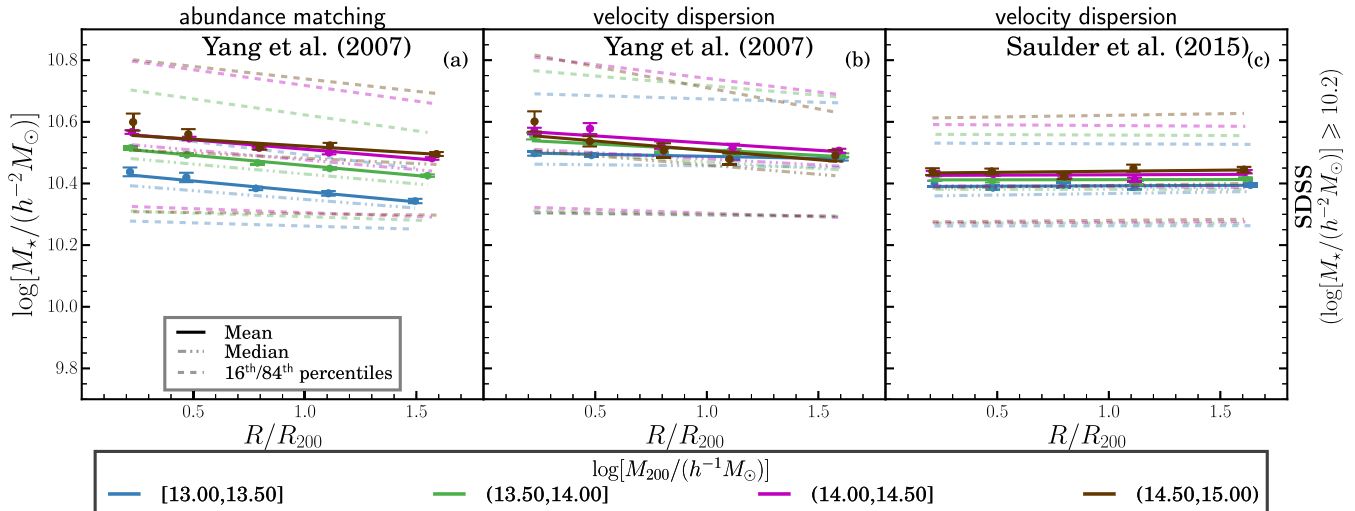 abundance matching
velocity dispersion
velocity dispersion
Yang et al. (2007)
(a)
Yang et al. (2007)
(b)
Saulder et al. (2015)
(c)
log[M⋆/(h⁻²M⊙)]
10.8
10.6
10.4
10.2
10.0
9.8
Mean
Median
16th/84th percentiles
SDSS
(log[M⋆/(h⁻²M⊙)] ⩾ 10.2)
0.5 1.0 1.5
0.5 1.0 1.5
0.5 1.0 1.5
R/R₂₀₀
R/R₂₀₀
R/R₂₀₀
log[M₂₀₀/(h⁻¹M⊙)]
[13.00,13.50] (13.50,14.00] (14.00,14.50] (14.50,15.00)